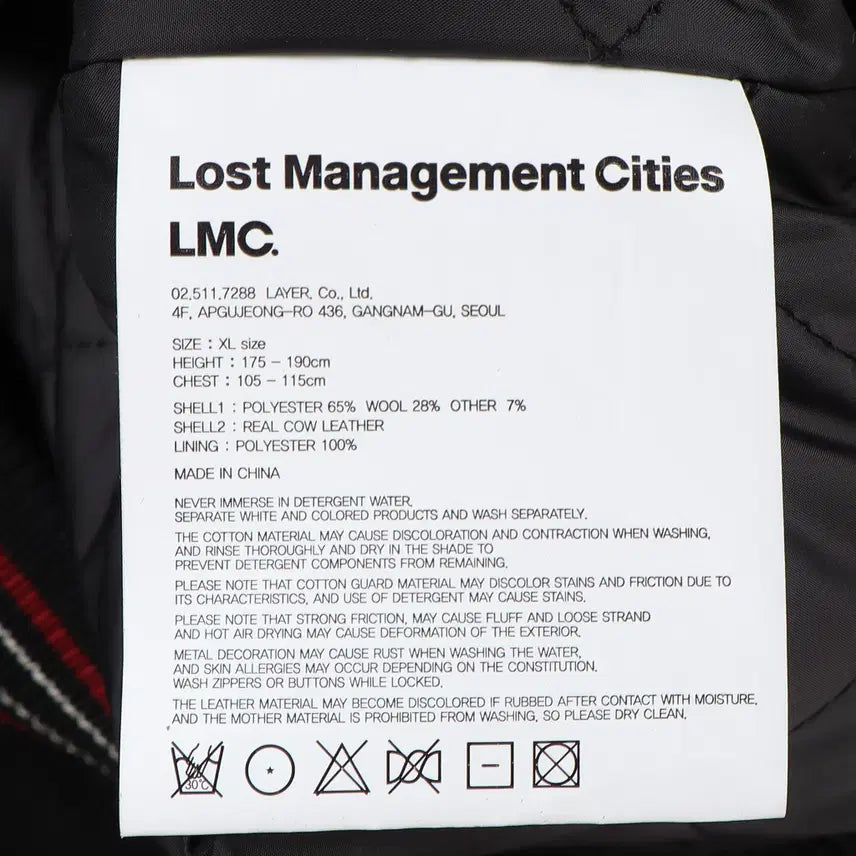 Lost Management Cities
LMC.
02.511.7288 LAYER. Co., Ltd.
4F, APGUJEONG-RO 436, GANGNAM-GU, SEOUL
SIZE : XL size
HEIGHT : 175 - 190cm
CHEST : 105 - 115cm
SHELL1 : POLYESTER 65% WOOL 28% OTHER 7%
SHELL2 : REAL COW LEATHER
LINING : POLYESTER 100%
MADE IN CHINA
NEVER IMMERSE IN DETERGENT WATER.
SEPARATE WHITE AND COLORED PRODUCTS AND WASH SEPARATELY.
THE COTTON MATERIAL MAY CAUSE DISCOLORATION AND CONTRACTION WHEN WASHING,
AND RINSE THOROUGHLY AND DRY IN THE SHADE TO
PREVENT DETERGENT COMPONENTS FROM REMAINING.
PLEASE NOTE THAT COTTON GUARD MATERIAL MAY DISCOLOR STAINS AND FRICTION DUE TO
ITS CHARACTERISTICS, AND USE OF DETERGENT MAY CAUSE STAINS.
PLEASE NOTE THAT STRONG FRICTION, MAY CAUSE FLUFF AND LOOSE STRAND
AND HOT AIR DRYING MAY CAUSE DEFORMATION OF THE EXTERIOR.
METAL DECORATION MAY CAUSE RUST WHEN WASHING THE WATER,
AND SKIN ALLERGIES MAY OCCUR DEPENDING ON THE CONSTITUTION.
WASH ZIPPERS OR BUTTONS WHILE LOCKED.
THE LEATHER MATERIAL MAY BECOME DISCOLORED IF RUBBED AFTER CONTACT WITH MOISTURE,
AND THE MOTHER MATERIAL IS PROHIBITED FROM WASHING, SO PLEASE DRY CLEAN.
30℃